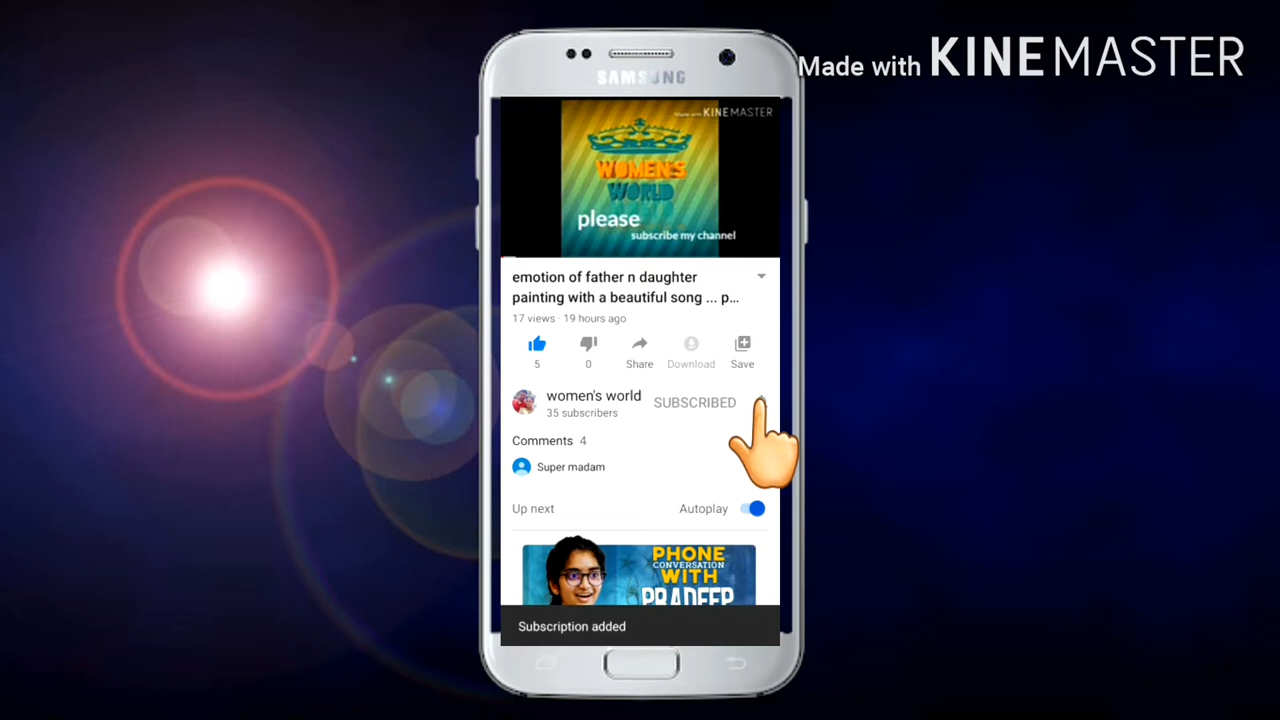 Made with KINEMASTER
SAMSUNG
Made with KINEMASTER
WOMEN'S
WORLD
please
subscribe my channel
emotion of father n daughter
painting with a beautiful song ... p...
17 views · 19 hours ago
5
0
Share
Download
Save
women's world
SUBSCRIBED
35 subscribers
Comments 4
Super madam
Up next
Autoplay
PHONE
CONVERSATION
WITH
PRADEEP
Subscription added